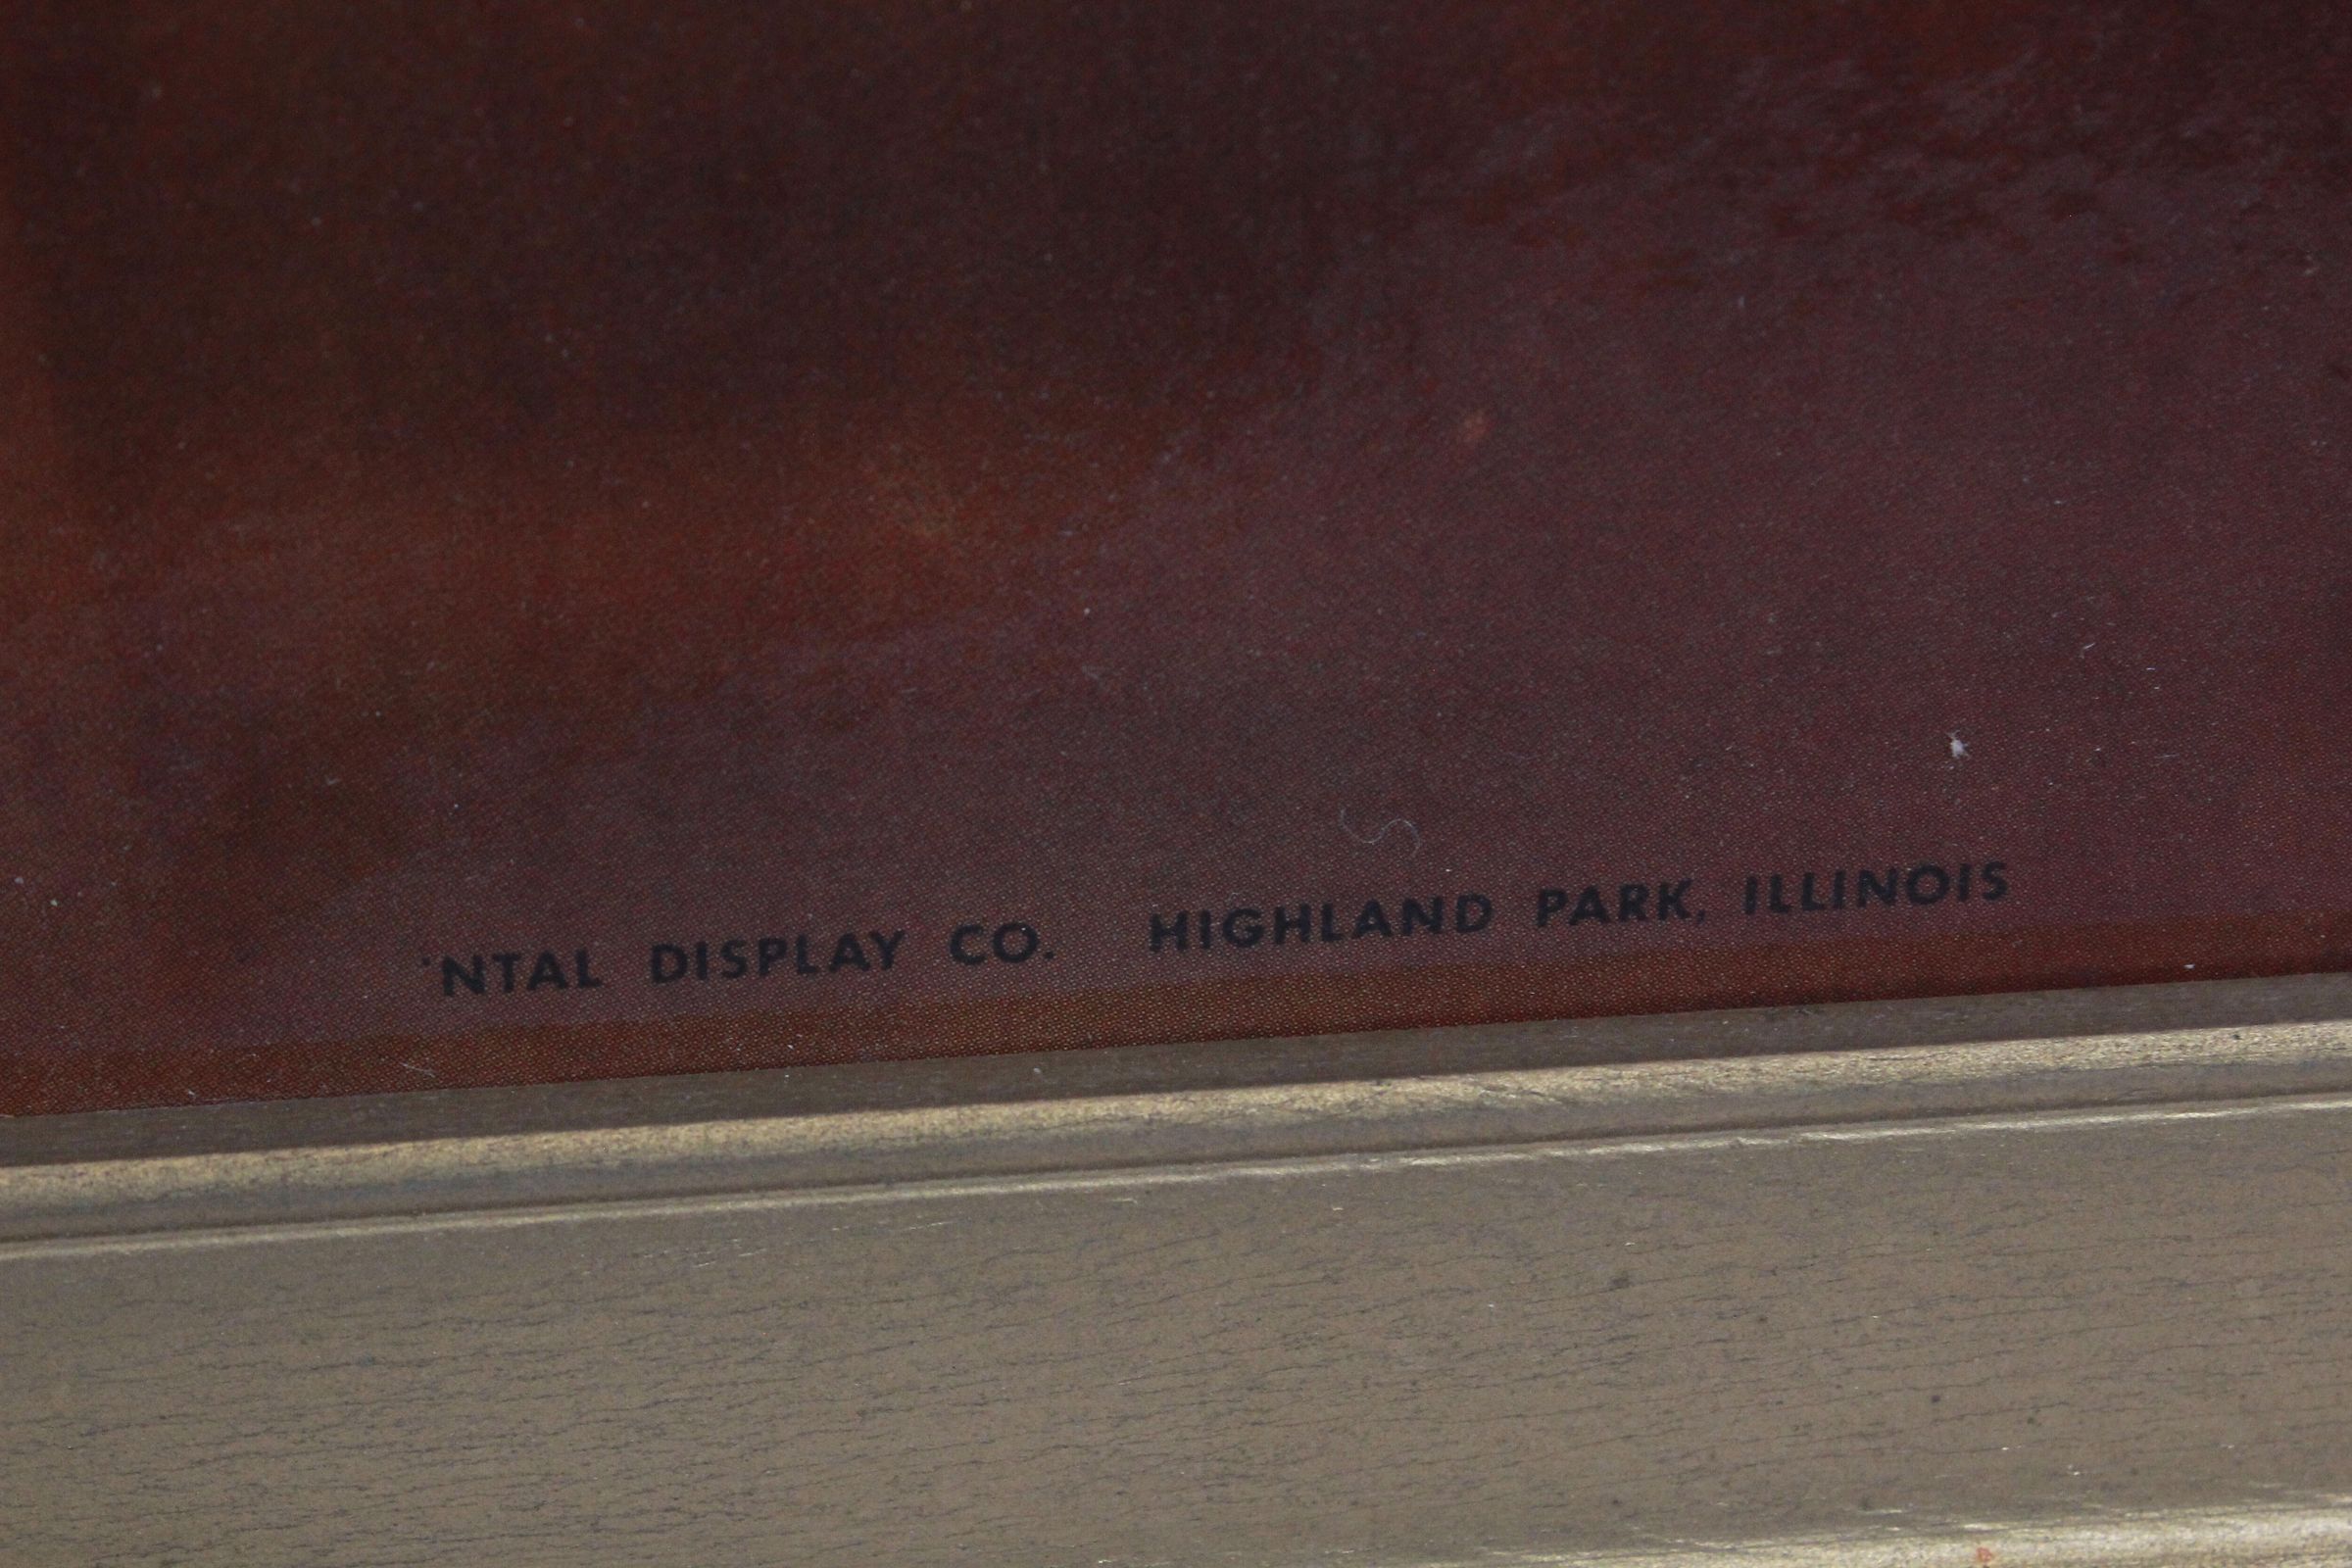 'NTAL DISPLAY CO. HIGHLAND PARK, ILLINOIS